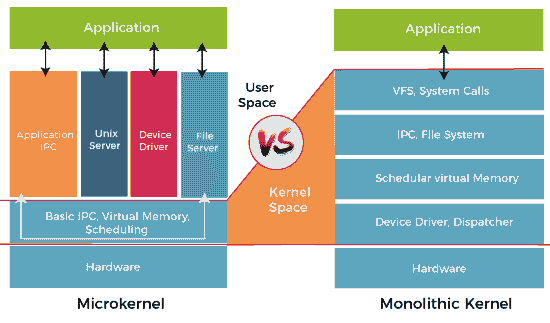 Application
Application
IPC
Unix
Server
Device
Driver
File
Server
Basic IPC, Virtual Memory,
Scheduling
Hardware
Microkernel
User
Space
VS
Kernel
Space
Application
VFS, System Calls
IPC, File System
Schedular virtual Memory
Device Driver, Dispatcher
Hardware
Monolithic Kernel